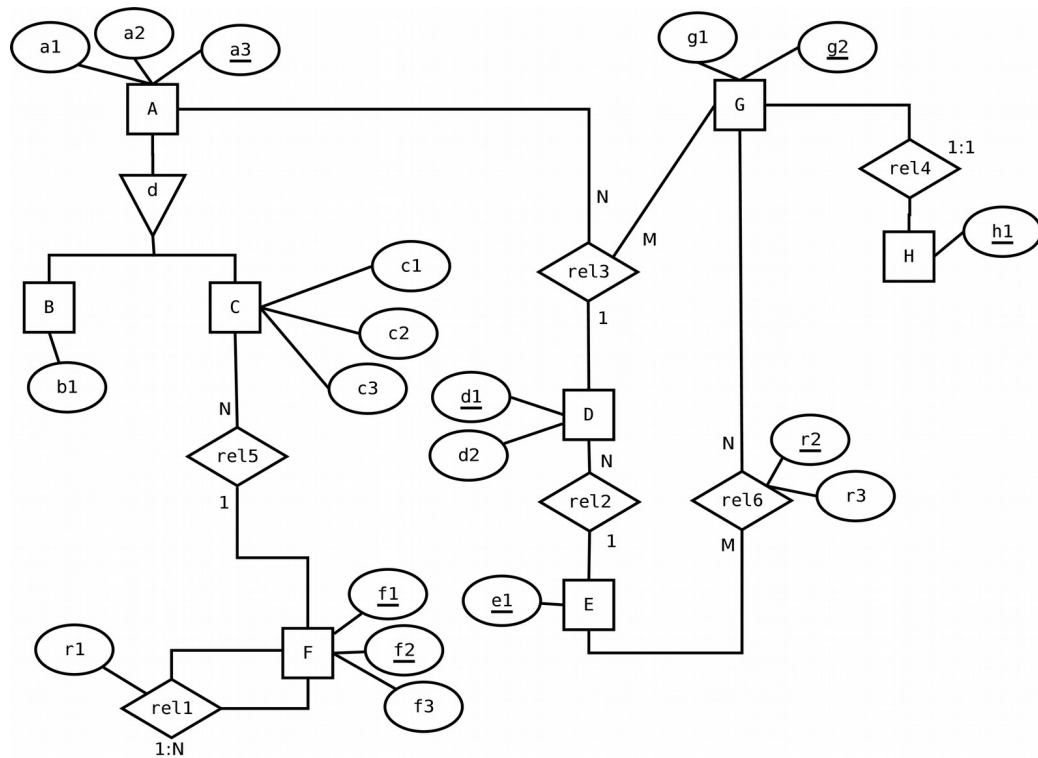 a1
a2
a3
A
d
B
C
b1
c1
c2
c3
N
rel5
1
r1
rel1
1:N
F
f1
f2
f3
N
M
rel3
1
d1
d2
D
N
rel2
1
e1
E
g1
g2
G
1:1
rel4
H
h1
N
rel6
M
r2
r3